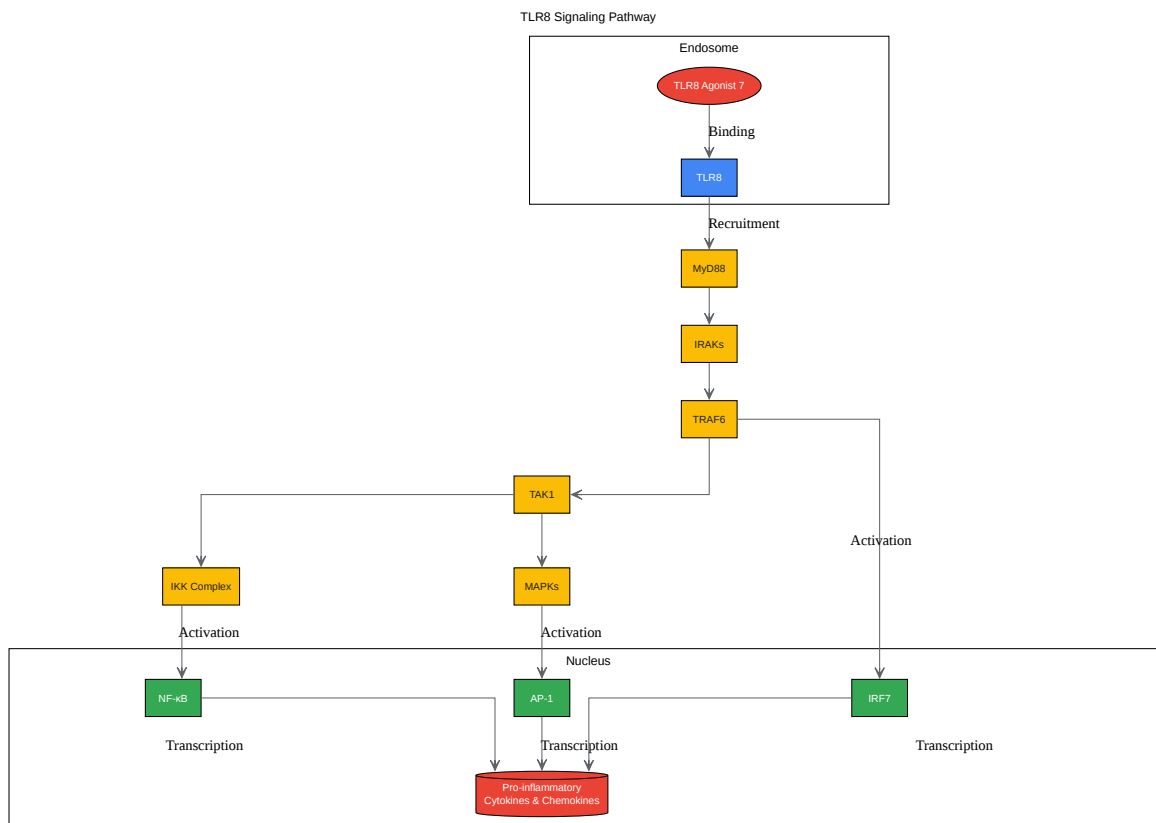 TLR8 Signaling Pathway
Endosome
TLR8 Agonist 7
Binding
TLR8
Recruitment
MyD88
IRAKs
TRAF6
TAK1
Activation
IKK Complex
MAPKs
Activation
Activation
Nucleus
NF-κB
AP-1
IRF7
Transcription
Transcription
Transcription
Pro-inflammatory
Cytokines & Chemokines